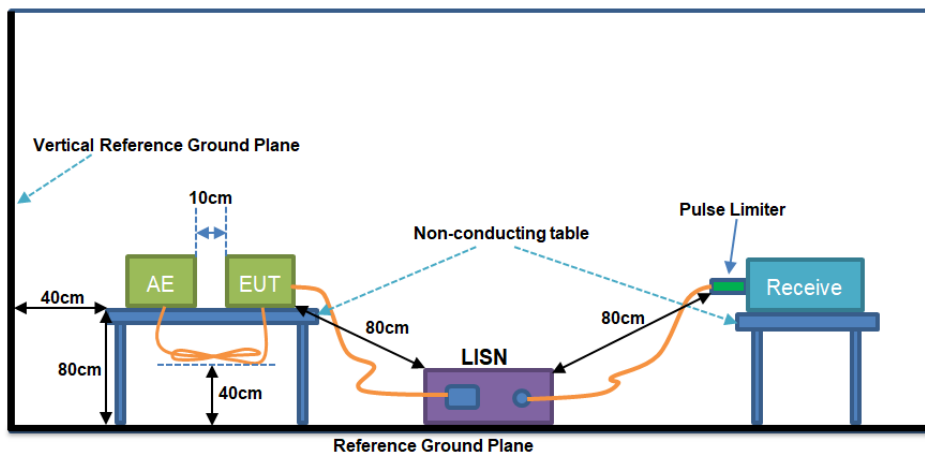 Vertical Reference Ground Plane
10cm
Pulse Limiter
Non-conducting table
AE
EUT
Receive
40cm
80cm
80cm
LISN
80cm
40cm
Reference Ground Plane